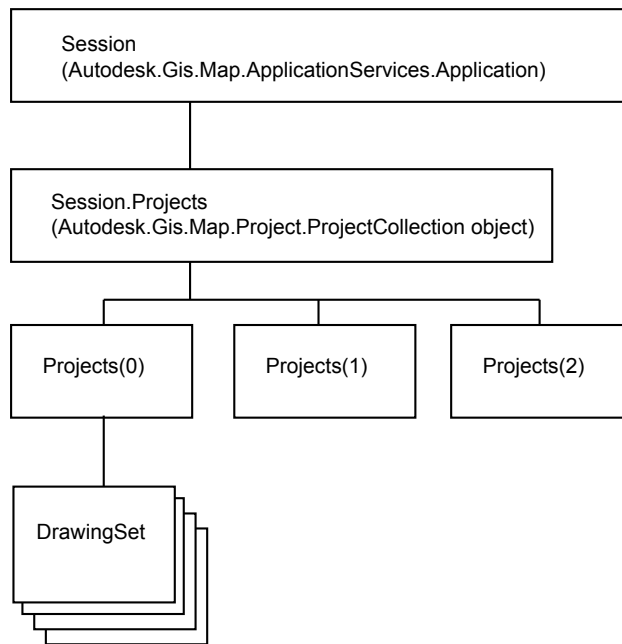 Session
(Autodesk.Gis.Map.ApplicationServices.Application)
Session.Projects
(Autodesk.Gis.Map.Project.ProjectCollection object)
Projects(0)
Projects(1)
Projects(2)
DrawingSet